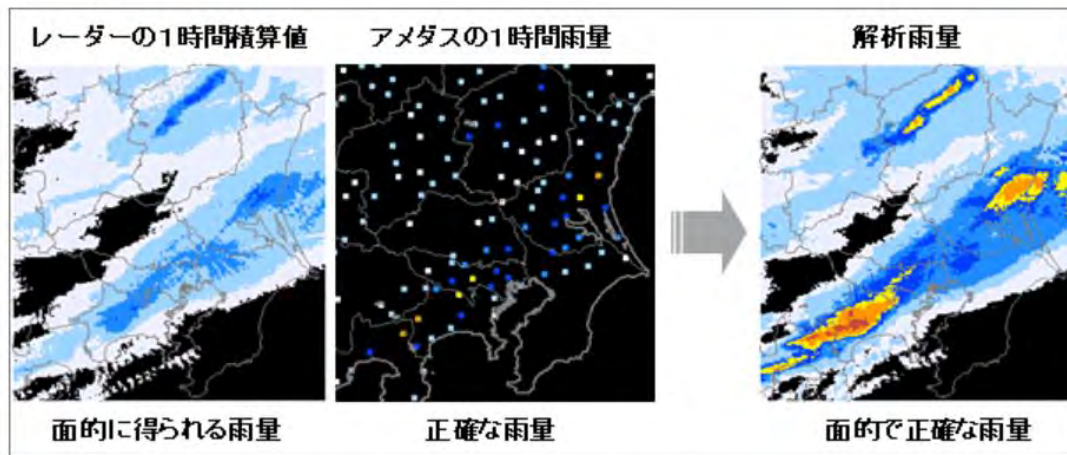 レーダーの1時間積算値
アメダスの1時間雨量
解析雨量
面的に得られる雨量
正確な雨量
面的で正確な雨量